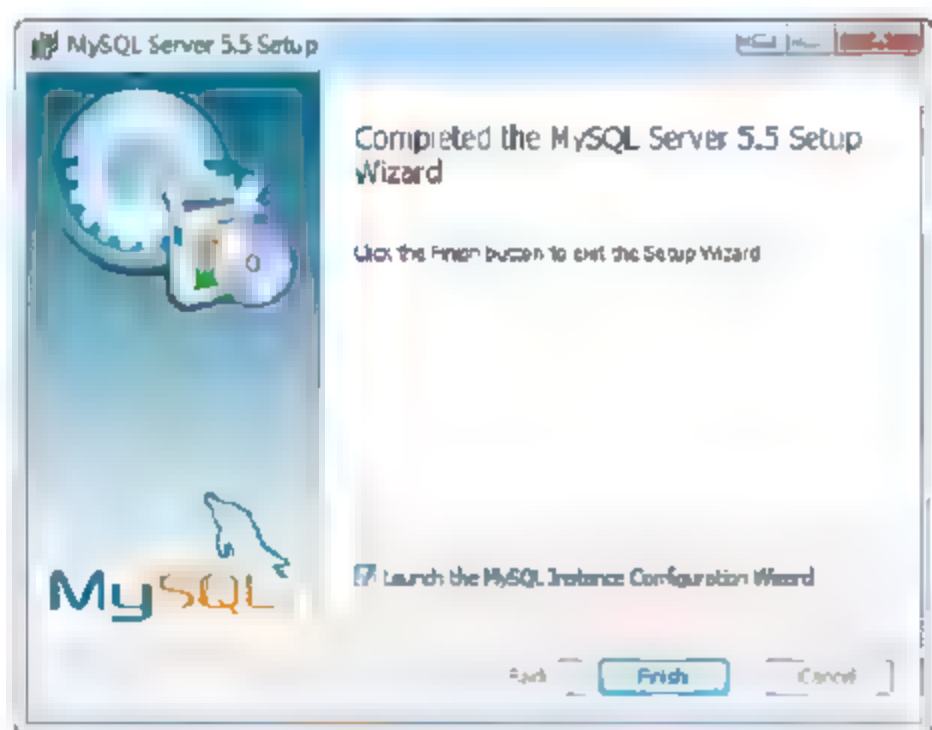 MySQL Server 5.5 Setup
Completed the MySQL Server 5.5 Setup
Wizard
Click the Finish button to exit the Setup Wizard
MySQL
Launch the MySQL Instance Configuration Wizard
Back
Finish
Cancel